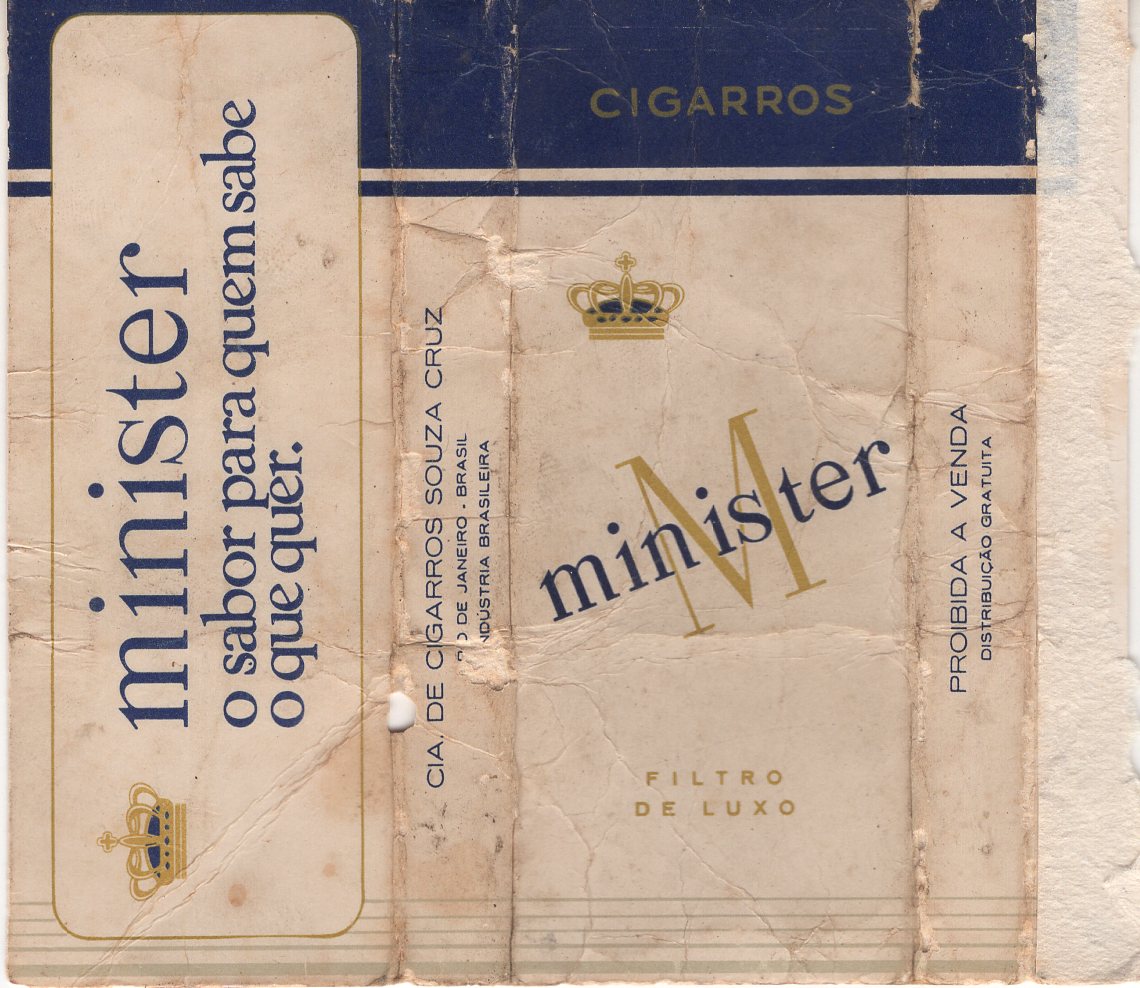 minister
o sabor para quem sabe
o que quer.
CIA. DE CIGARROS SOUZA CRUZ
DE JANEIRO - BRASIL
INDÚSTRIA BRASILEIRA
CIGARROS
M
minister
FILTRO
DE LUXO
PROIBIDA A VENDA
DISTRIBUIÇÃO GRATUITA